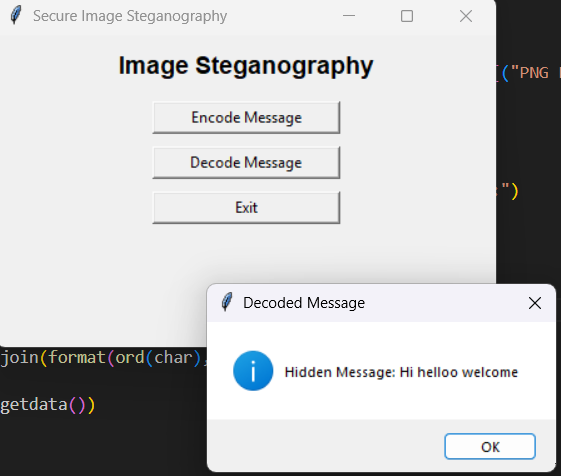 Secure Image Steganography
Image Steganography
[("PNG
Encode Message
Decode Message
:")
Exit
Decoded Message
Hidden Message: Hi helloo welcome
join(format(ord(char),
getdata())
OK